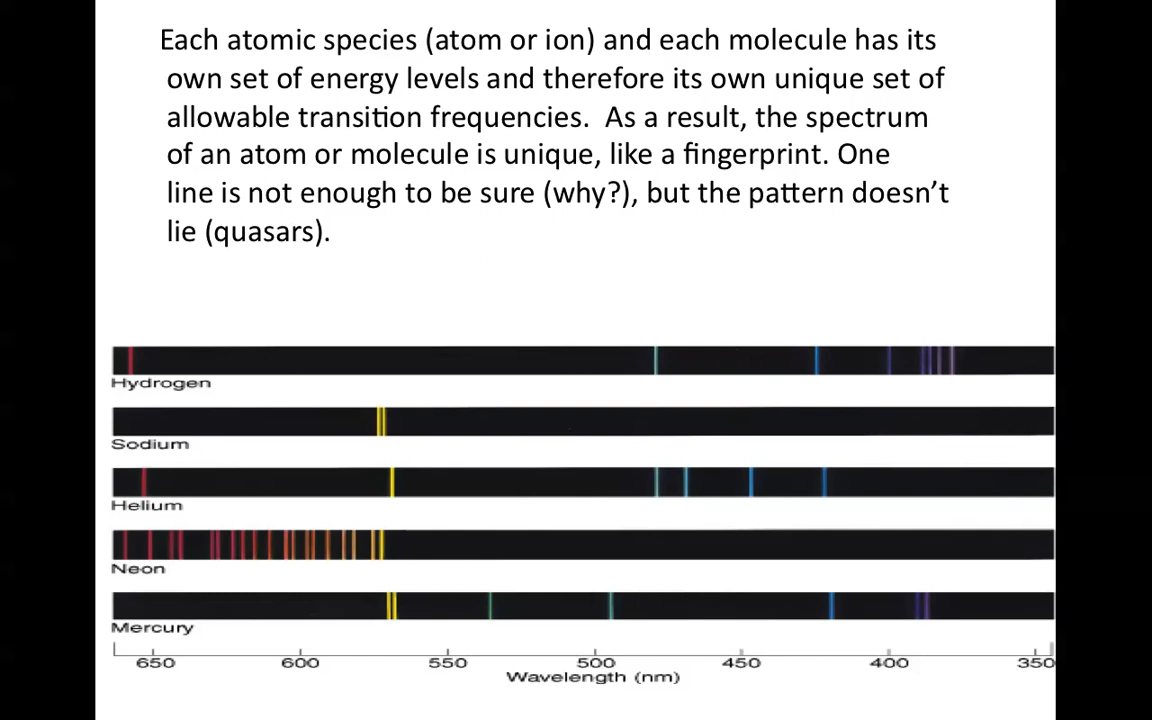 Each atomic species (atom or ion) and each molecule has its
own set of energy levels and therefore its own unique set of
allowable transition frequencies.  As a result, the spectrum
of an atom or molecule is unique, like a fingerprint. One
line is not enough to be sure (why?), but the pattern doesn’t
lie (quasars).
Hydrogen
Sodium
Helium
Neon
Mercury
650 600 550 500 450 400 350
Wavelength (nm)